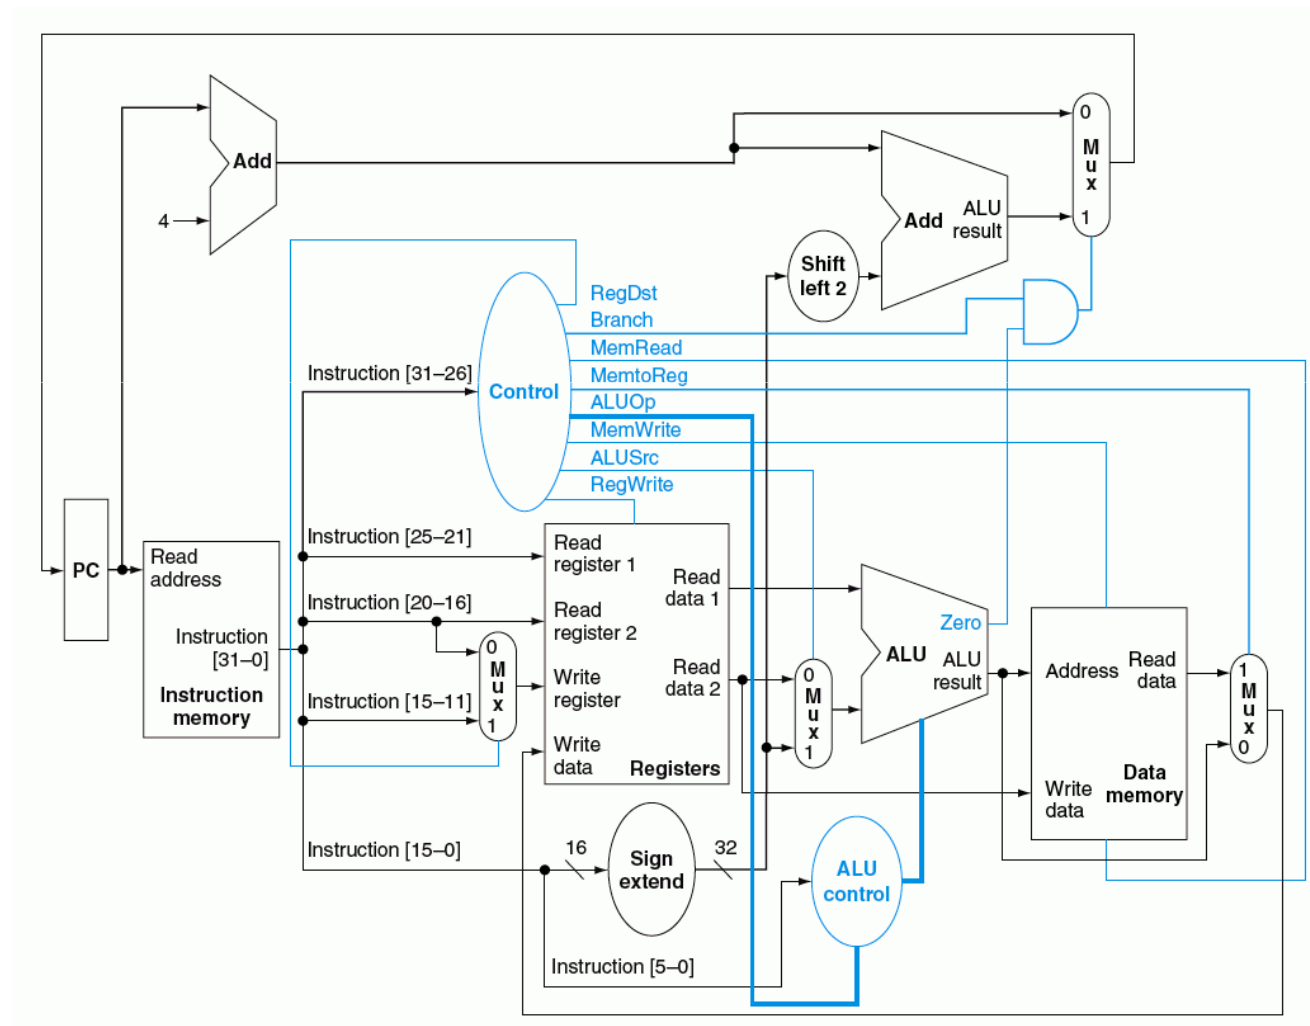 0
M
u
x
1
Add
4
Add
ALU
result
Shift
left 2
RegDst
Branch
MemRead
MemtoReg
ALUOp
MemWrite
ALUSrc
RegWrite
Control
Instruction [31–26]
Instruction [25–21]
Instruction [20–16]
Instruction [15–11]
Instruction [15–0]
Instruction [5–0]
PC
Read
address
Instruction
[31–0]
Instruction
memory
0
M
u
x
1
Read
register 1
Read
register 2
Write
register
Write
data
Read
data 1
Read
data 2
Registers
0
M
u
x
1
Zero
ALU
ALU
result
Address
Read
data
Write
data
Data
memory
1
M
u
x
0
16
Sign
extend
32
ALU
control